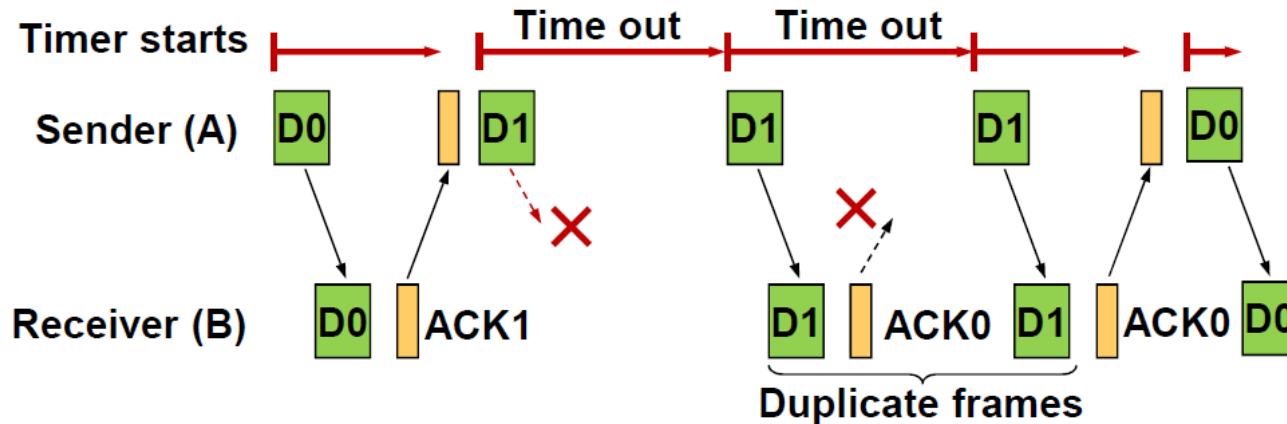 Timer starts
Time out
Time out
Sender (A)
D0
D1
D1
D1
D0
Receiver (B)
D0
ACK1
D1
ACK0
D1
ACK0
D0
Duplicate frames